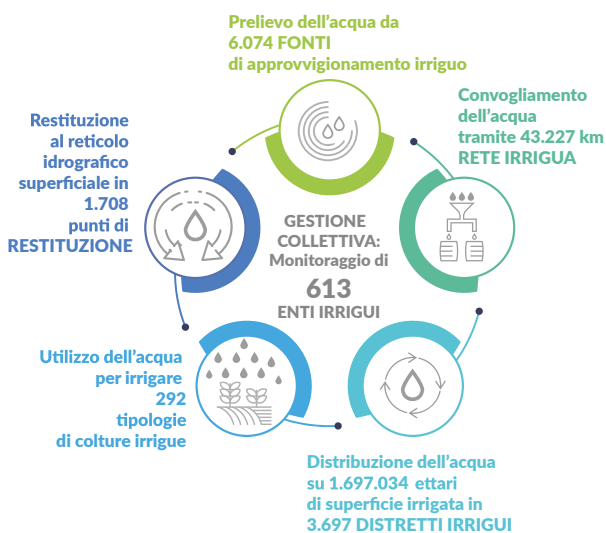 Prelievo dell'acqua da
6.074 FONTI
di approvvigionamento irriguo
Convogliamento
dell'acqua
tramite 43.227 km
RETE IRRIGUA
Restituzione
al reticolo
idrografico
superficiale in
1.708
punti di
RESTITUZIONE
GESTIONE
COLLETTIVA:
Monitoraggio di
613
ENTI IRRIGUI
Utilizzo dell'acqua
per irrigare
292
tipologie
di colture irrigue
Distribuzione dell'acqua
su 1.697.034 ettari
di superficie irrigata in
3.697 DISTRETTI IRRIGUI